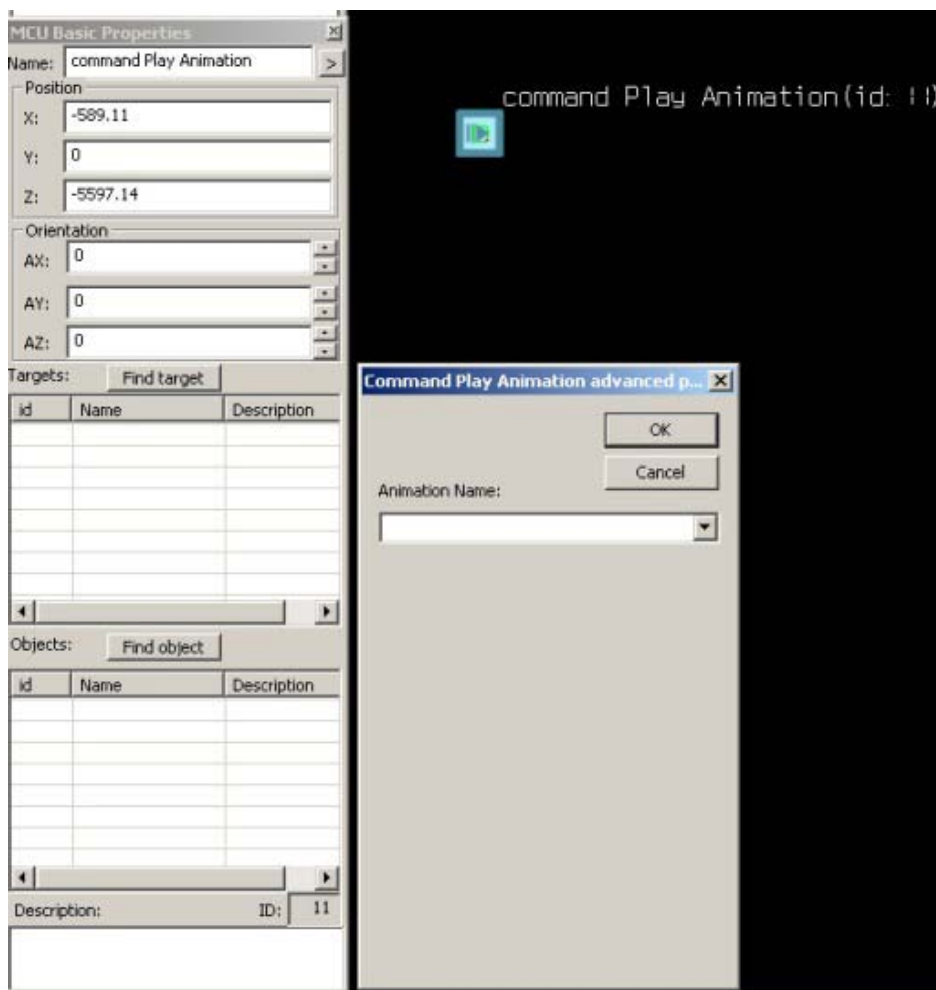 MCU Basic Properties
Name: command Play Animation >
Position
X: -589.11
Y: 0
Z: -5597.14
Orientation
AX: 0
AY: 0
AZ: 0
Targets: Find target
id Name Description
Objects: Find object
id Name Description
Description: ID: 11
command Play Animation(id: 11)
Command Play Animation advanced p...
OK
Cancel
Animation Name: